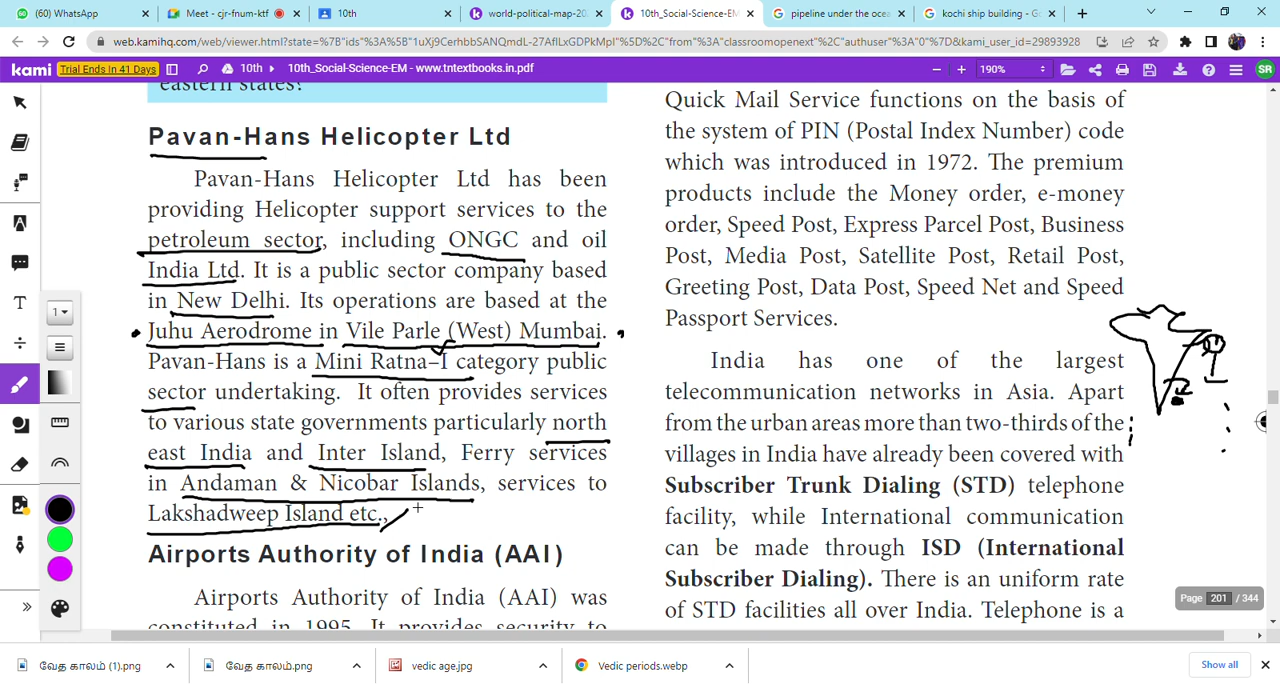 (60) WhatsApp
Meet - cjr-fnum-ktf
10th
world-political-map-20
10th_Social-Science-EM
pipeline under the ocea
kochi ship building - G
web.kamihq.com/web/viewer.html?state=%7B"ids"%3A%5B"1uXj9CerhbbSANQmdL-27AflLxGDPkMpI"%5D%2C"from"%3A"classroomopenext"%2C"authuser"%3A"0"%7D&kami_user_id=29893928
kami Trial Ends In 41 Days 10th 10th_Social-Science-EM - www.tntextbooks.in.pdf 190% SR
eastern states?
Pavan-Hans Helicopter Ltd
Pavan-Hans Helicopter Ltd has been
providing Helicopter support services to the
petroleum sector, including ONGC and oil
India Ltd. It is a public sector company based
in New Delhi. Its operations are based at the
Juhu Aerodrome in Vile Parle (West) Mumbai.
Pavan-Hans is a Mini Ratna–I category public
sector undertaking. It often provides services
to various state governments particularly north
east India and Inter Island, Ferry services
in Andaman & Nicobar Islands, services to
Lakshadweep Island etc.,
Airports Authority of India (AAI)
Airports Authority of India (AAI) was
constituted in 1995. It provides security to
Quick Mail Service functions on the basis of
the system of PIN (Postal Index Number) code
which was introduced in 1972. The premium
products include the Money order, e-money
order, Speed Post, Express Parcel Post, Business
Post, Media Post, Satellite Post, Retail Post,
Greeting Post, Data Post, Speed Net and Speed
Passport Services.
India has one of the largest
telecommunication networks in Asia. Apart
from the urban areas more than two-thirds of the
villages in India have already been covered with
Subscriber Trunk Dialing (STD) telephone
facility, while International communication
can be made through ISD (International
Subscriber Dialing). There is an uniform rate
of STD facilities all over India. Telephone is a
1
T
Page 201 / 344
வேத காலம் (1).png
வேத காலம்.png
vedic age.jpg
Vedic periods.webp
Show all